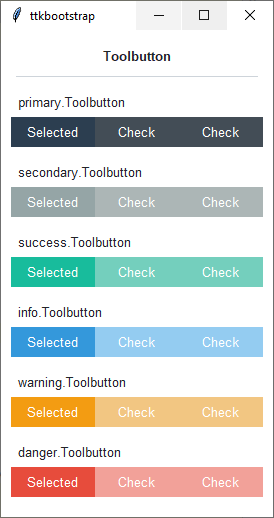 ttkbootstrap
Toolbutton
primary.Toolbutton
Selected Check Check
secondary.Toolbutton
Selected Check Check
success.Toolbutton
Selected Check Check
info.Toolbutton
Selected Check Check
warning.Toolbutton
Selected Check Check
danger.Toolbutton
Selected Check Check